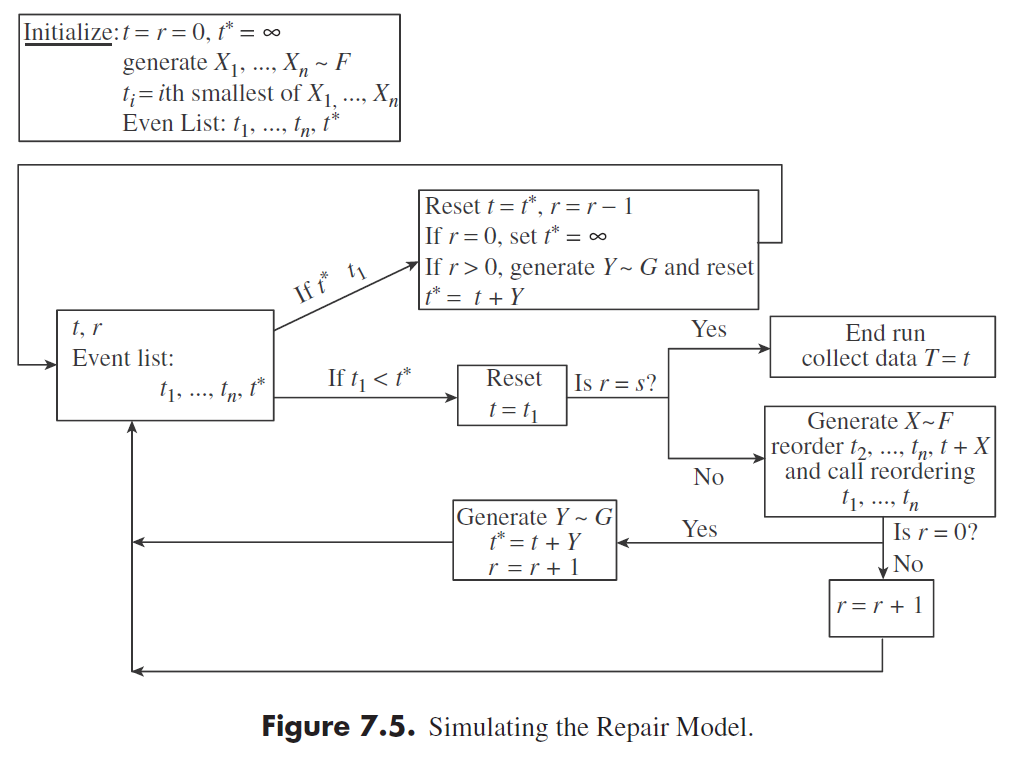 Initialize: t = r = 0, t* = ∞
generate X₁, ..., Xₙ ~ F
tᵢ = ith smallest of X₁, ..., Xₙ
Even List: t₁, ..., tₙ, t*
Reset t = t*, r = r – 1
If r = 0, set t* = ∞
If r > 0, generate Y ~ G and reset
t* = t + Y
If t* t₁
t, r
Event list:
t₁, ..., tₙ, t*
If t₁ < t*
Reset
t = t₁
Is r = s?
Yes
End run
collect data T = t
No
Generate X~F
reorder t₂, ..., tₙ, t + X
and call reordering
t₁, ..., tₙ
Is r = 0?
Yes
No
Generate Y ~ G
t* = t + Y
r = r + 1
r = r + 1
Figure 7.5. Simulating the Repair Model.